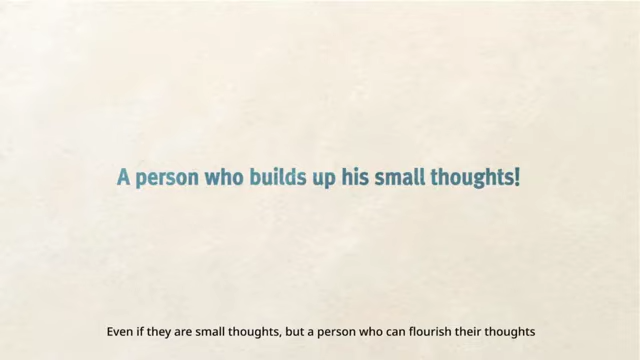 A person who builds up his small thoughts!
Even if they are small thoughts, but a person who can flourish their thoughts